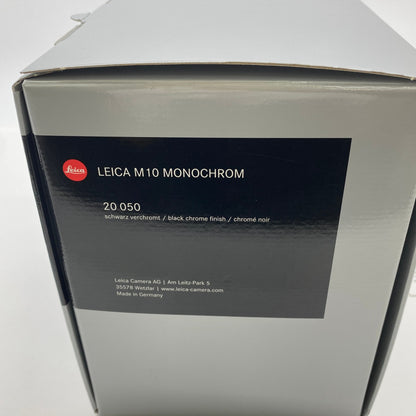 Leica
LEICA M10 MONOCHROM
20 050
schwarz verchromt / black chrome finish / chromé noir
Leica Camera AG | Am Leitz-Park 5
35578 Wetzlar | www.leica-camera.com
Made in Germany